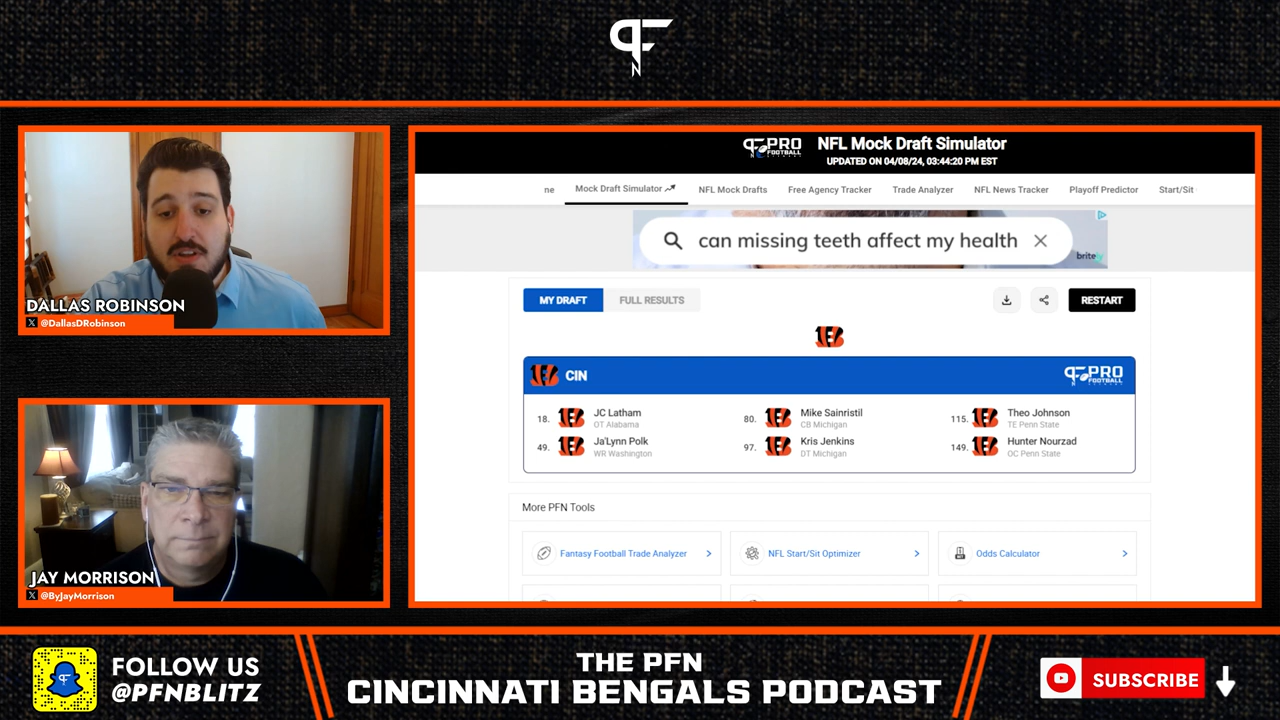 PFN
DALLAS ROBINSON
X @DallasDRobinson
JAY MORRISON
X @ByJayMorrison
PRO FOOTBALL
NFL Mock Draft Simulator
UPDATED ON 04/08/24, 03:44:20 PM EST
ne Mock Draft Simulator NFL Mock Drafts Free Agency Tracker Trade Analyzer NFL News Tracker Playoff Predictor Start/Sit
can missing teeth affect my health
MY DRAFT FULL RESULTS RESTART
CIN
PRO FOOTBALL
18. JC Latham
OT Alabama
49. Ja'Lynn Polk
WR Washington
80. Mike Sainristil
CB Michigan
97. Kris Jenkins
DT Michigan
115. Theo Johnson
TE Penn State
149. Hunter Nourzad
OC Penn State
More PFN Tools
Fantasy Football Trade Analyzer
NFL Start/Sit Optimizer
Odds Calculator
FOLLOW US
@PFNBLITZ
THE PFN
CINCINNATI BENGALS PODCAST
SUBSCRIBE